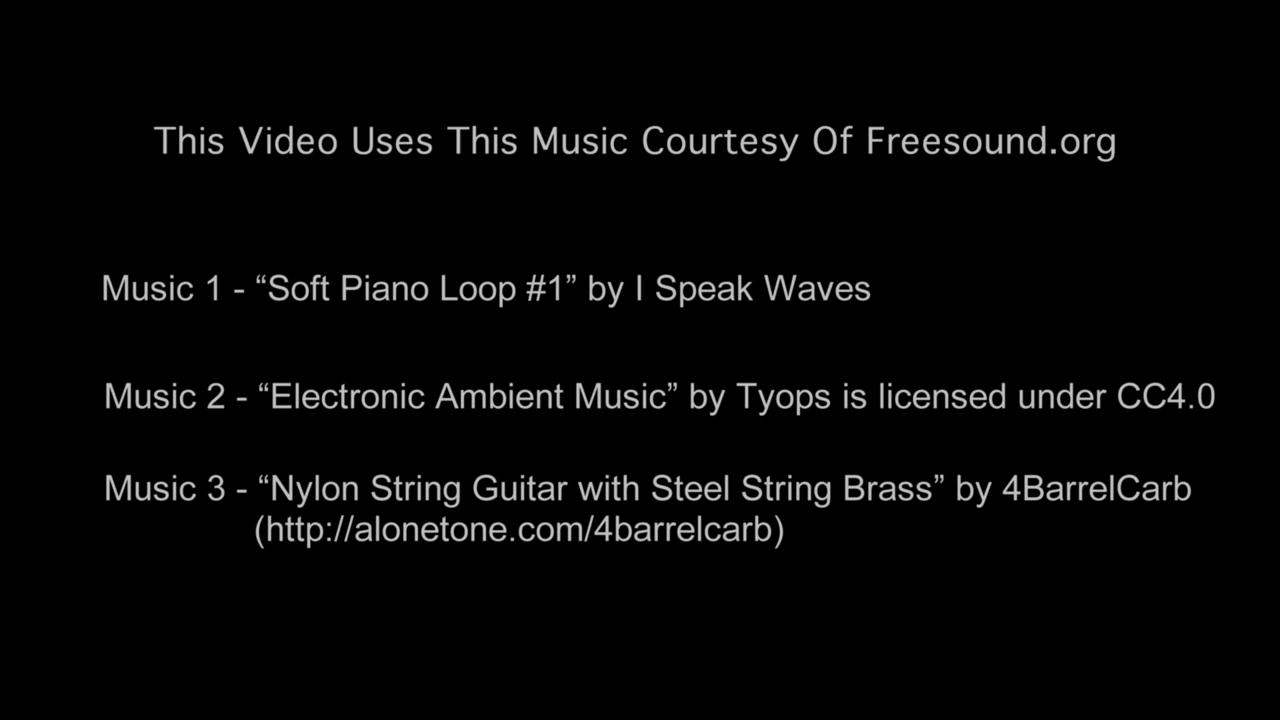 This Video Uses This Music Courtesy Of Freesound.org
Music 1 - “Soft Piano Loop #1” by I Speak Waves
Music 2 - “Electronic Ambient Music” by Tyops is licensed under CC4.0
Music 3 - “Nylon String Guitar with Steel String Brass” by 4BarrelCarb
(http://alonetone.com/4barrelcarb)